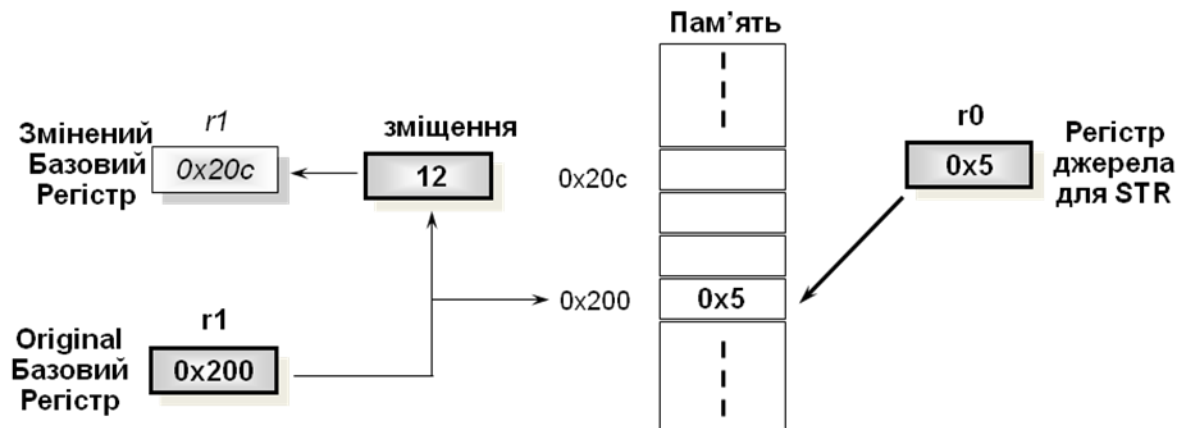 Пам’ять
Змінений
Базовий
Регістр
r1
0x20c
зміщення
12
0x20c
r0
0x5
Регістр
джерела
для STR
Original
Базовий
Регістр
r1
0x200
0x200
0x5